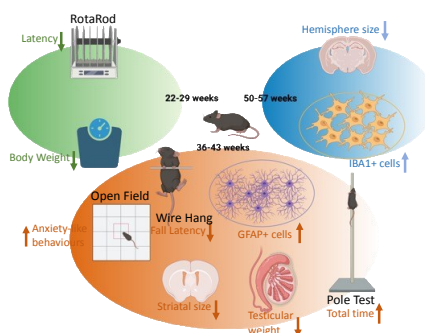 RotaRod
Latency
Body Weight
22-29 weeks
50-57 weeks
36-43 weeks
Hemisphere size
IBA1+ cells
Open Field
Anxiety-like
behaviours
Wire Hang
Fall Latency
GFAP+ cells
Striatal size
Testicular
weight
Pole Test
Total time